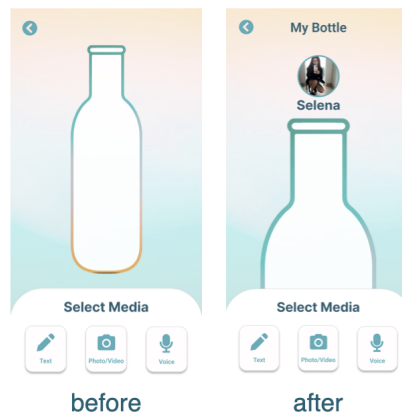 My Bottle
Selena
Select Media
Text
Photo/Video
Voice
Select Media
Text
Photo/Video
Voice
before
after